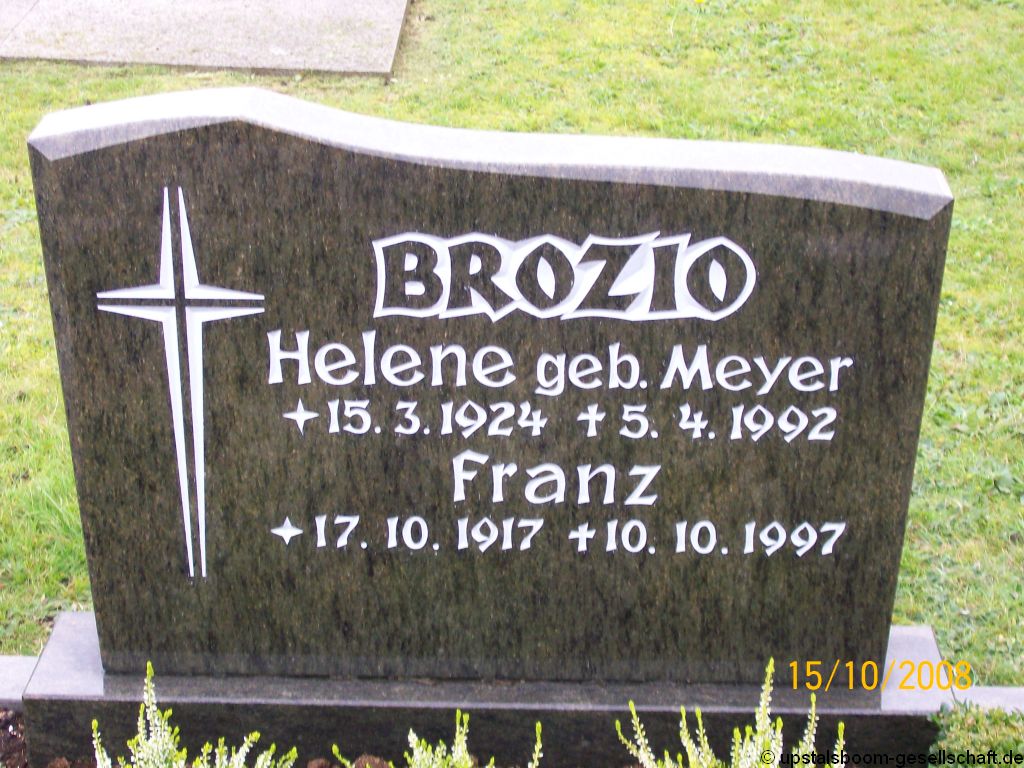 BROZIO
Helene geb. Meyer
✦ 15. 3. 1924 ✝ 5. 4. 1992
Franz
✦ 17. 10. 1917 ✝ 10. 10. 1997
15/10/2008
© upstalsboom-gesellschaft.de